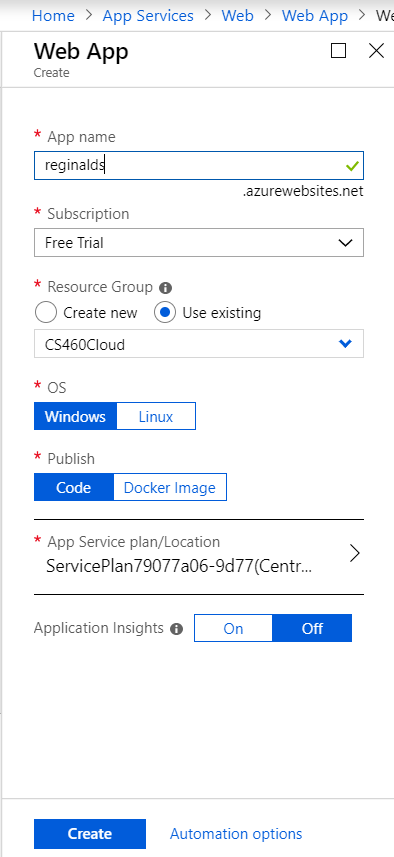 Home > App Services > Web > Web App > We
Web App
Create
* App name
reginalds
.azurewebsites.net
* Subscription
Free Trial
* Resource Group
Create new Use existing
CS460Cloud
* OS
Windows Linux
* Publish
Code Docker Image
* App Service plan/Location
ServicePlan79077a06-9d77(Centr...
Application Insights On Off
Create Automation options